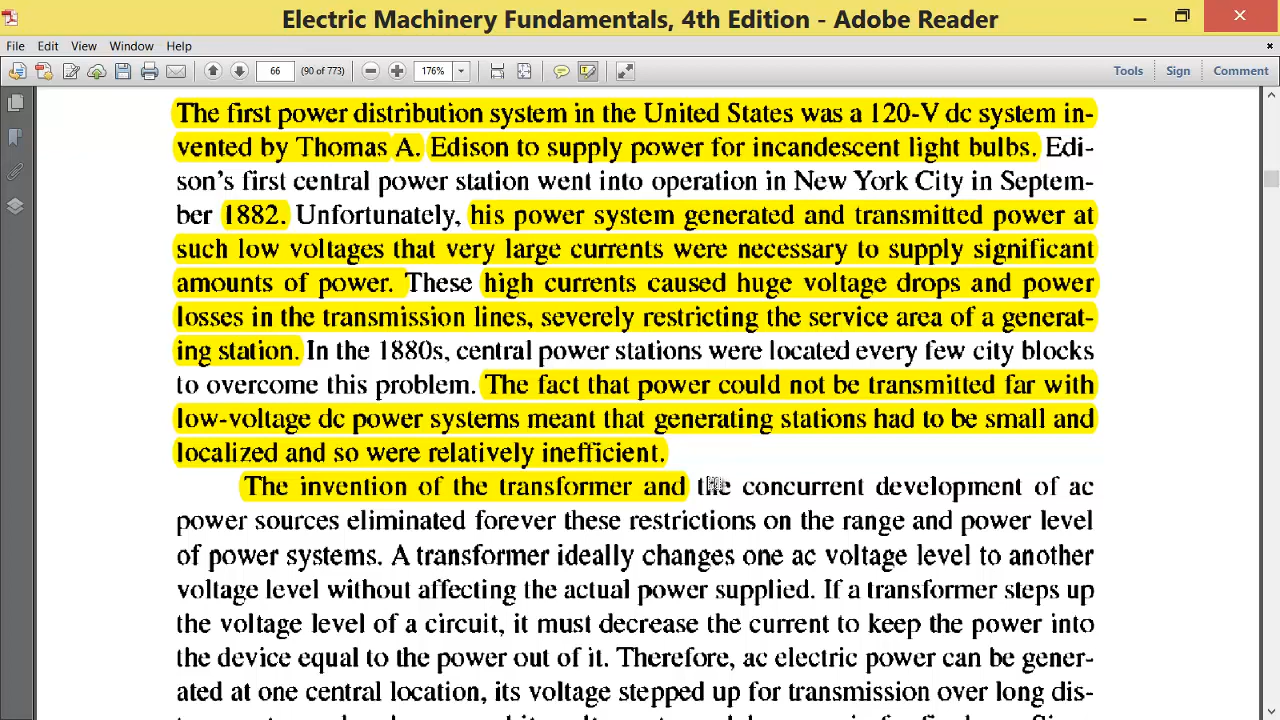 Electric Machinery Fundamentals, 4th Edition - Adobe Reader
File Edit View Window Help
66 (90 of 773) 176% Tools Sign Comment
The first power distribution system in the United States was a 120-V dc system in-
vented by Thomas A. Edison to supply power for incandescent light bulbs. Edi-
son's first central power station went into operation in New York City in Septem-
ber 1882. Unfortunately, his power system generated and transmitted power at
such low voltages that very large currents were necessary to supply significant
amounts of power. These high currents caused huge voltage drops and power
losses in the transmission lines, severely restricting the service area of a generat-
ing station. In the 1880s, central power stations were located every few city blocks
to overcome this problem. The fact that power could not be transmitted far with
low-voltage dc power systems meant that generating stations had to be small and
localized and so were relatively inefficient.
The invention of the transformer and the concurrent development of ac
power sources eliminated forever these restrictions on the range and power level
of power systems. A transformer ideally changes one ac voltage level to another
voltage level without affecting the actual power supplied. If a transformer steps up
the voltage level of a circuit, it must decrease the current to keep the power into
the device equal to the power out of it. Therefore, ac electric power can be gener-
ated at one central location, its voltage stepped up for transmission over long dis-